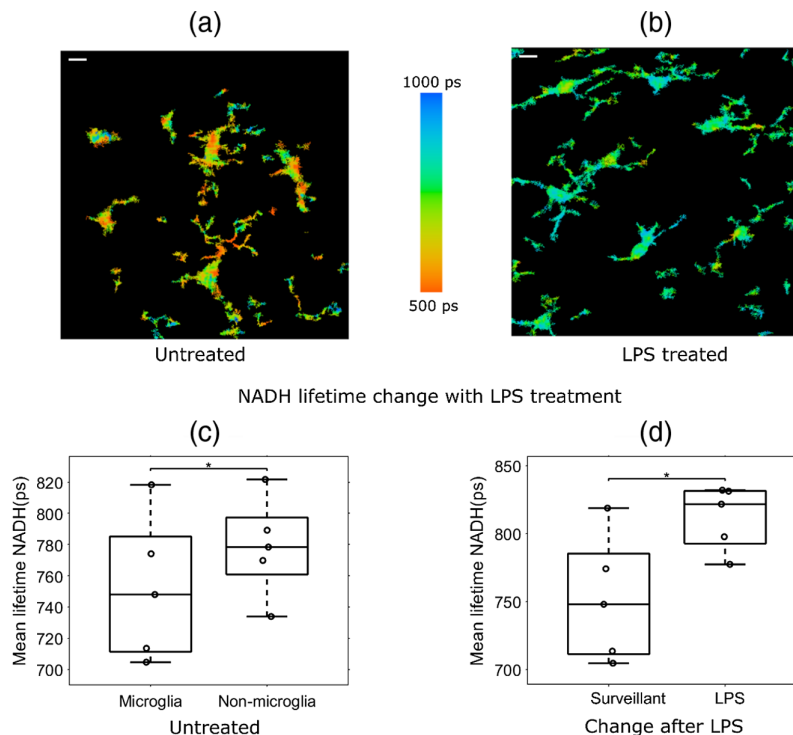 (a)
(b)
1000 ps
500 ps
Untreated
LPS treated
NADH lifetime change with LPS treatment
(c)
(d)
Mean lifetime NADH(ps)
820
800
780
760
740
720
700
*
Microglia
Non-microglia
Untreated
Mean lifetime NADH(ps)
850
800
750
700
*
Surveillant
LPS
Change after LPS